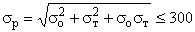 σр = √(σо² + σт² + σоσт) ≤ 300